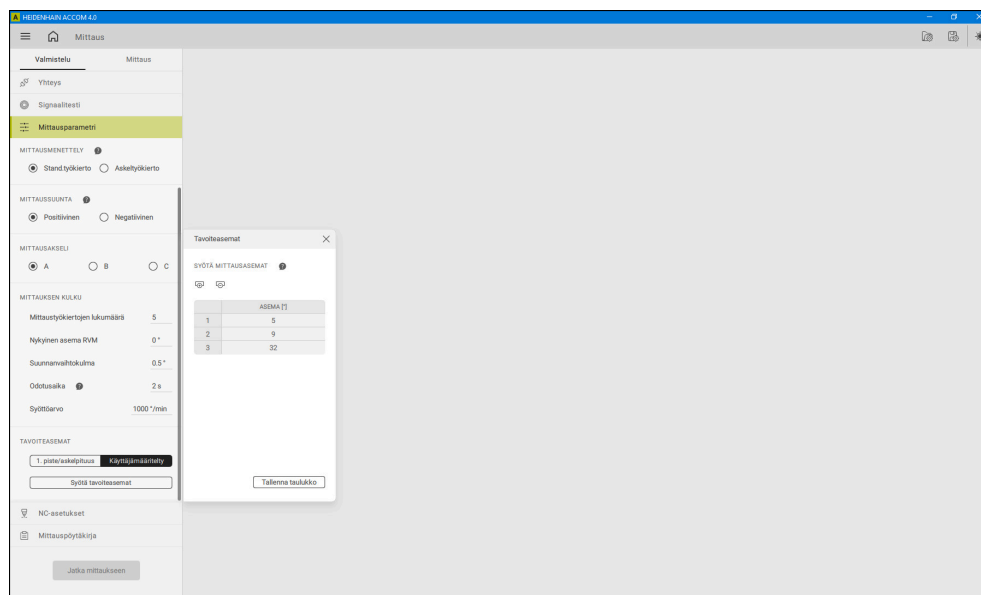 HEIDENHAIN ACCOM 4.0
Mittaus
Valmistelu Mittaus
Yhteys
Signaalitesti
Mittausparametri
MITTAUSMENETTELY
Stand.työkierto Askeltyökierto
MITTAUSSUUNTA
Positiivinen Negatiivinen
MITTAUSAKSELI
A B C
MITTAUKSEN KULKU
Mittaustyökiertojen lukumäärä 5
Nykyinen asema RVM 0 °
Suunnanvaihtokulma 0.5 °
Odotusaika 2 s
Syöttöarvo 1000 °/min
TAVOITEASEMAT
1. piste/askelpituus Käyttäjämääritelty
Syötä tavoiteasemat
NC-asetukset
Mittauspöytäkirja
Jatka mittaukseen
Tavoiteasemat
SYÖTÄ MITTAUSASEMAT
ASEMA [°]
1 5
2 9
3 32
Tallenna taulukko